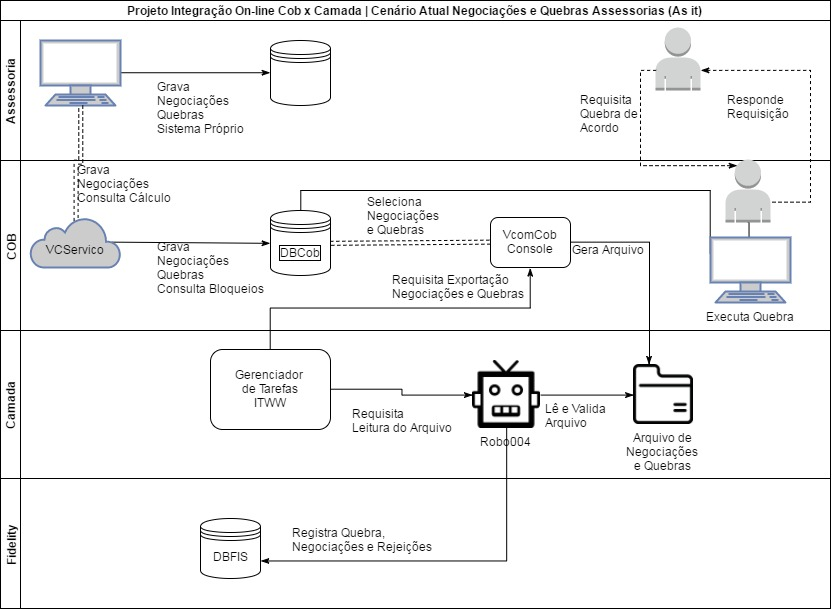 Projeto Integração On-line Cob x Camada | Cenário Atual Negociações e Quebras Assessorias (As it)
Assessoria
Grava
Negociações
Quebras
Sistema Próprio
Requisita
Quebra de
Acordo
Responde
Requisição
COB
Grava
Negociações
Consulta Cálculo
VCServico
Grava
Negociações
Quebras
Consulta Bloqueios
DBCob
Seleciona
Negociações
e Quebras
VcomCob
Console
Gera Arquivo
Requisita Exportação
Negociações e Quebras
Executa Quebra
Camada
Gerenciador
de Tarefas
ITWW
Requisita
Leitura do Arquivo
Robo004
Lê e Valida
Arquivo
Arquivo de
Negociações
e Quebras
Fidelity
DBFIS
Registra Quebra,
Negociações e Rejeições